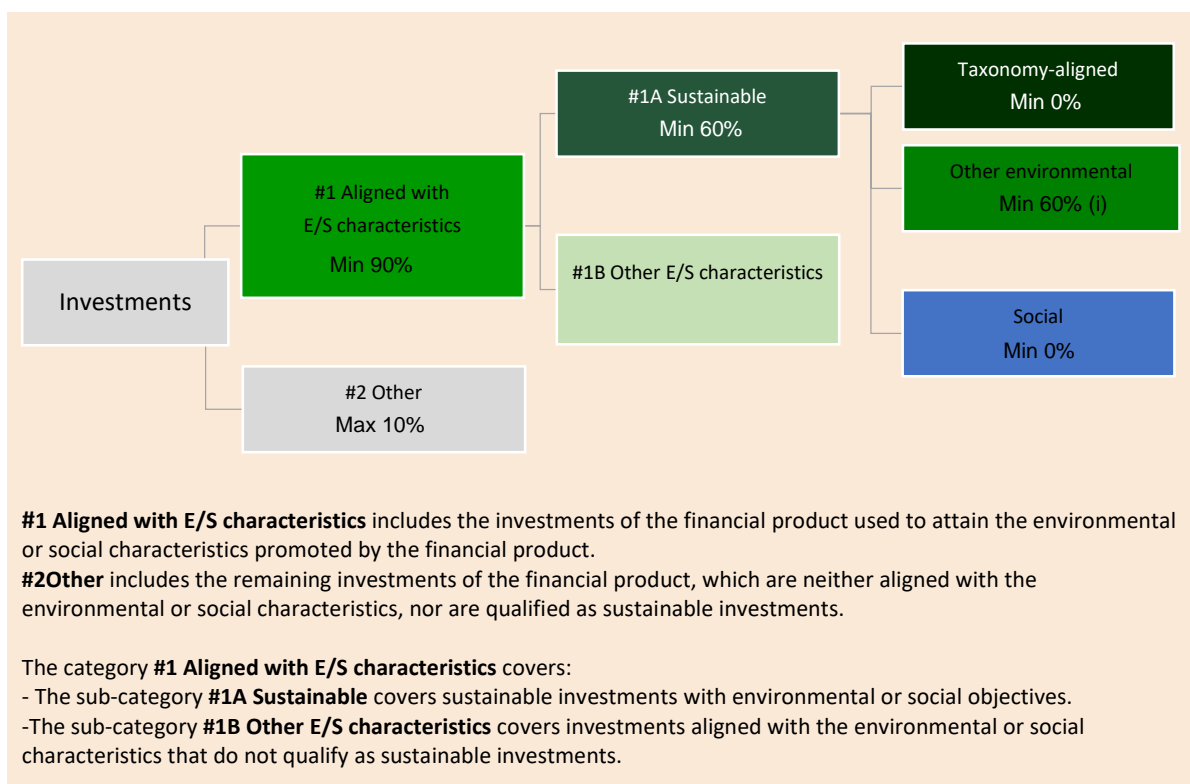 Investments
#1 Aligned with
E/S characteristics
Min 90%
#2 Other
Max 10%
#1A Sustainable
Min 60%
#1B Other E/S characteristics
Taxonomy-aligned
Min 0%
Other environmental
Min 60% (i)
Social
Min 0%
#1 Aligned with E/S characteristics includes the investments of the financial product used to attain the environmental
or social characteristics promoted by the financial product.
#2Other includes the remaining investments of the financial product, which are neither aligned with the
environmental or social characteristics, nor are qualified as sustainable investments.
The category #1 Aligned with E/S characteristics covers:
- The sub-category #1A Sustainable covers sustainable investments with environmental or social objectives.
-The sub-category #1B Other E/S characteristics covers investments aligned with the environmental or social
characteristics that do not qualify as sustainable investments.